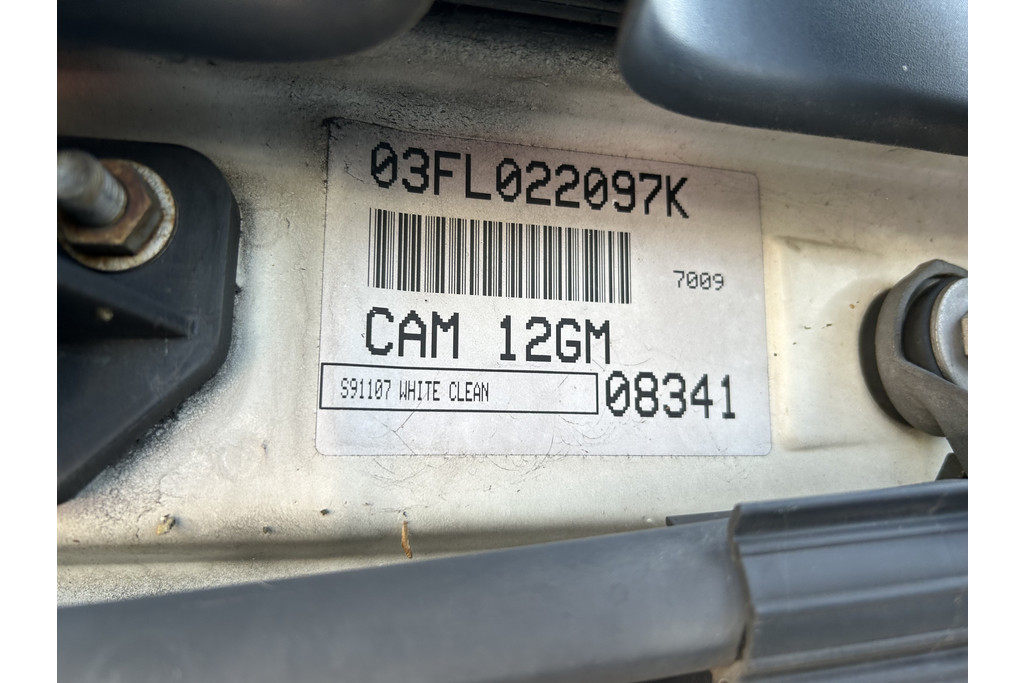 03FL022097K
7009
CAM 12GM
S91107 WHITE CLEAN
08341